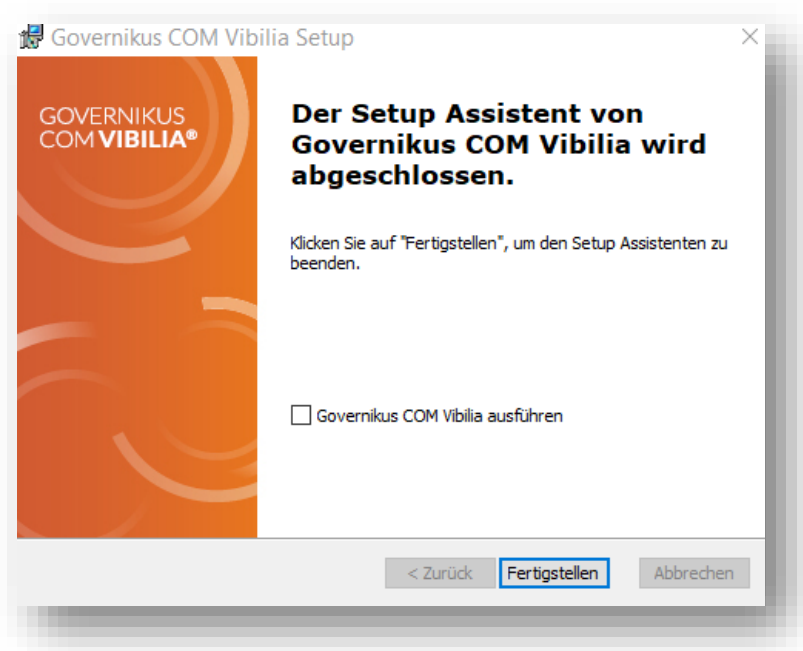 Governikus COM Vibilia Setup
GOVERNIKUS
COM VIBILIA®
Der Setup Assistent von
Governikus COM Vibilia wird
abgeschlossen.
Klicken Sie auf "Fertigstellen", um den Setup Assistenten zu
beenden.
Governikus COM Vibilia ausführen
< Zurück Fertigstellen Abbrechen